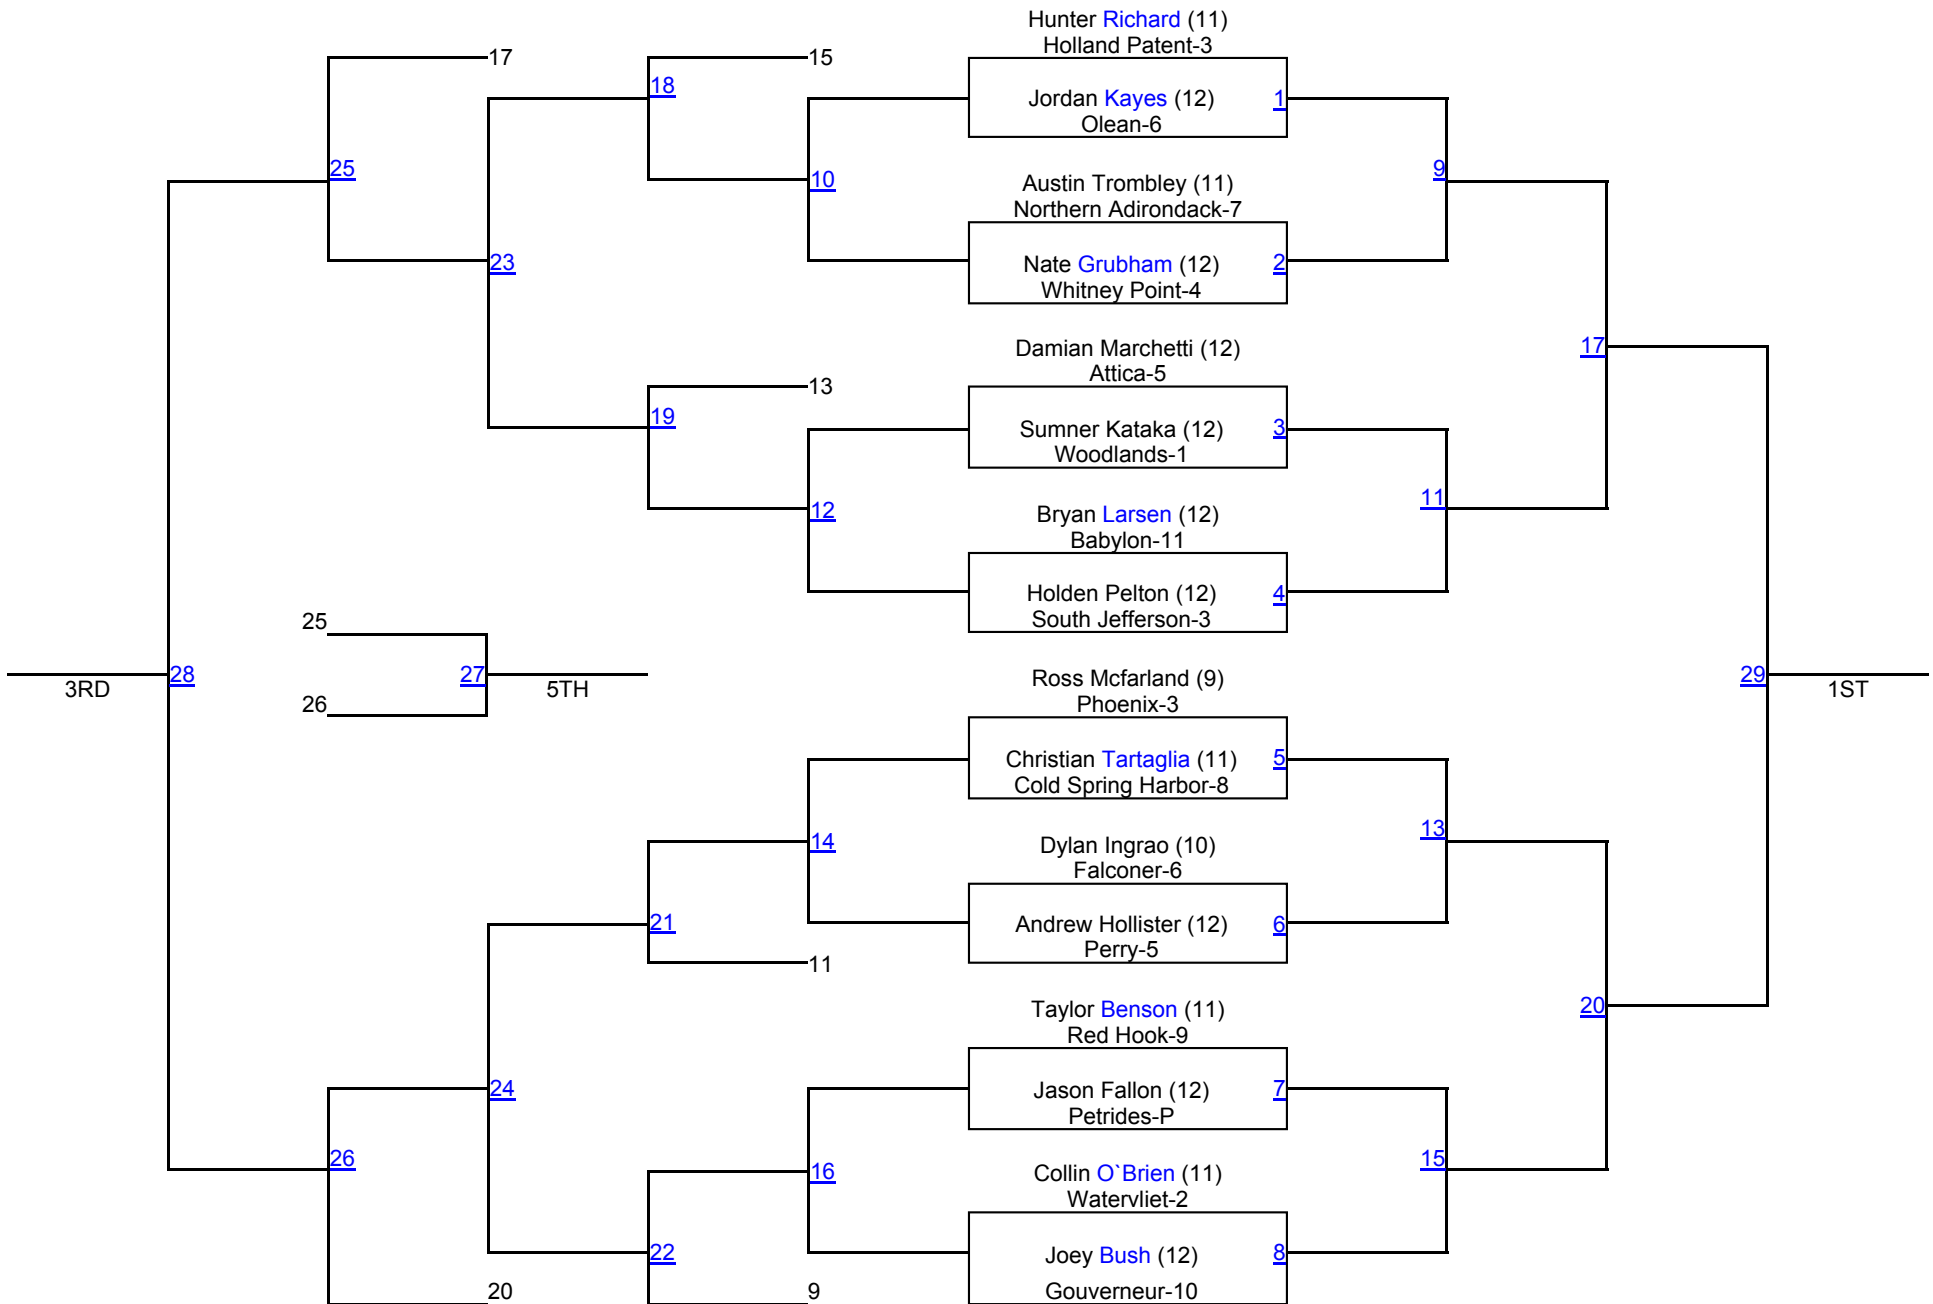 Hunter Richard (11)
Holland Patent-3
17
15
18
Jordan Kayes (12)
1
Olean-6
25
10
Austin Trombley (11)
9
Northern Adirondack-7
23
Nate Grubham (12)
2
Whitney Point-4
Damian Marchetti (12)
17
Attica-5
13
19
Sumner Kataka (12)
3
Woodlands-1
12
Bryan Larsen (12)
11
Babylon-11
Holden Pelton (12)
4
South Jefferson-3
25
3RD
28
27
5TH
Ross Mcfarland (9)
29
1ST
26
Phoenix-3
Christian Tartaglia (11)
5
Cold Spring Harbor-8
14
Dylan Ingrao (10)
13
Falconer-6
21
Andrew Hollister (12)
6
Perry-5
11
Taylor Benson (11)
20
Red Hook-9
24
Jason Fallon (12)
7
Petrides-P
26
16
Collin O`Brien (11)
15
Watervliet-2
22
Joey Bush (12)
8
20
9
Gouverneur-10